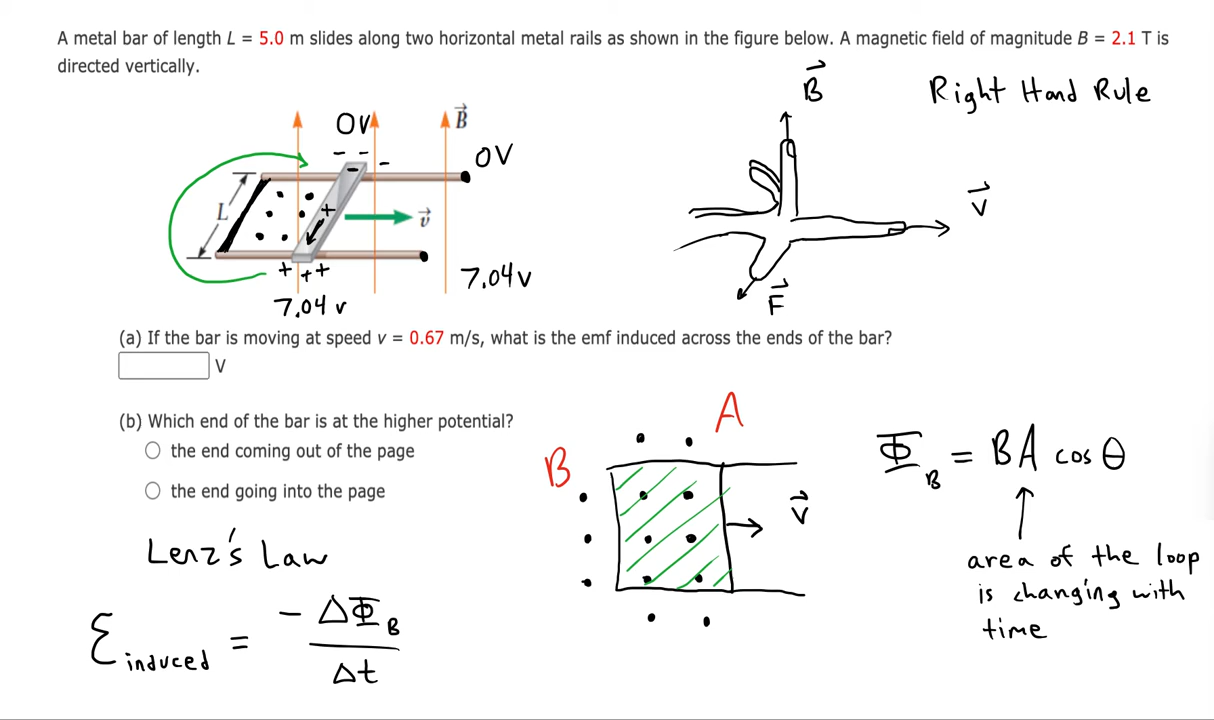 A metal bar of length L = 5.0 m slides along two horizontal metal rails as shown in the figure below. A magnetic field of magnitude B = 2.1 T is
directed vertically.
B⃗
Right Hand Rule
0V
B⃗
0V
L
v⃗
v⃗
+
- - -
-
+ + +
7.04 v
7.04 v
F⃗
(a) If the bar is moving at speed v = 0.67 m/s, what is the emf induced across the ends of the bar?
V
(b) Which end of the bar is at the higher potential?
the end coming out of the page
the end going into the page
A
B
v⃗
Φ_B = BA cos θ
area of the loop
is changing with
time
Lenz's Law
Ɛ induced = -ΔΦ_B
Δt